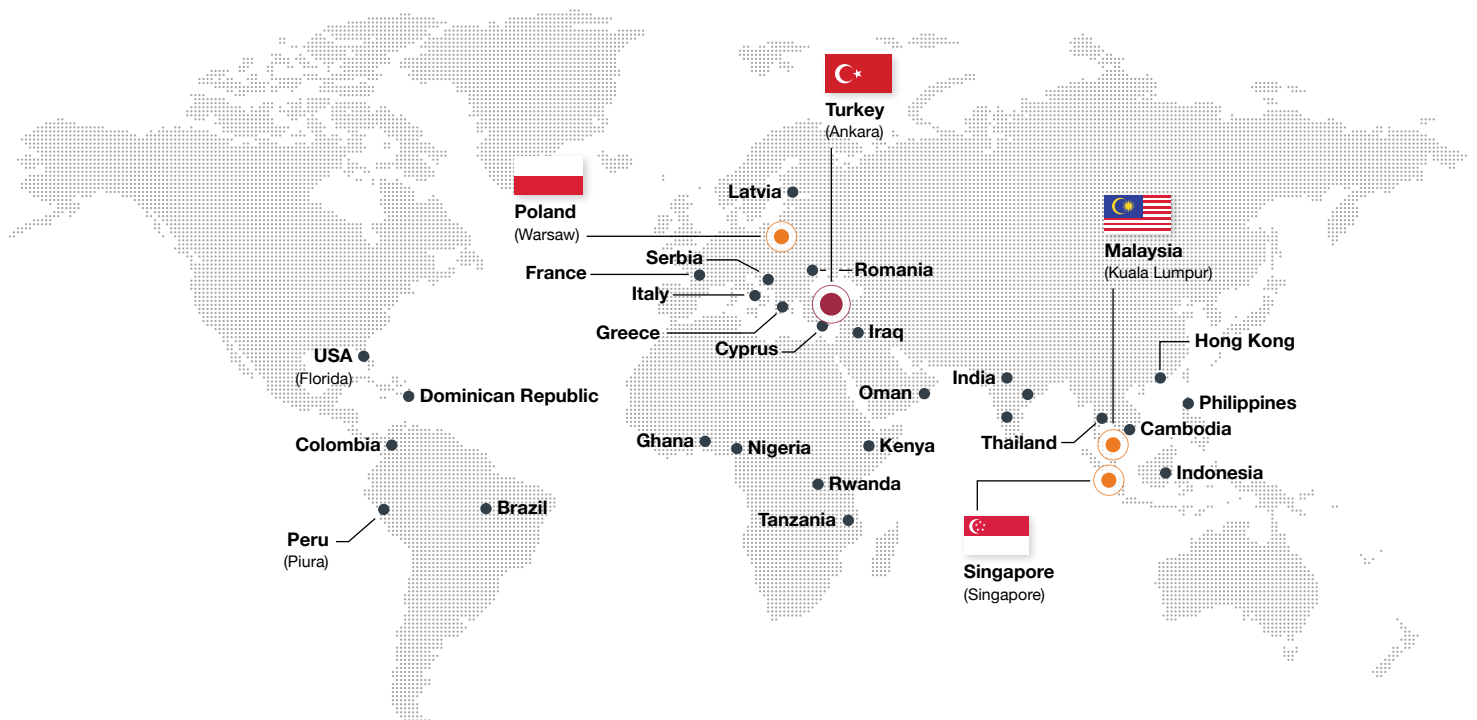 Turkey
(Ankara)
Latvia
Poland
(Warsaw)
Malaysia
(Kuala Lumpur)
Serbia
France
Romania
Italy
Greece
Cyprus
Iraq
Hong Kong
USA
(Florida)
Dominican Republic
Oman
India
Philippines
Colombia
Ghana
Nigeria
Kenya
Thailand
Cambodia
Rwanda
Indonesia
Brazil
Tanzania
Peru
(Piura)
Singapore
(Singapore)